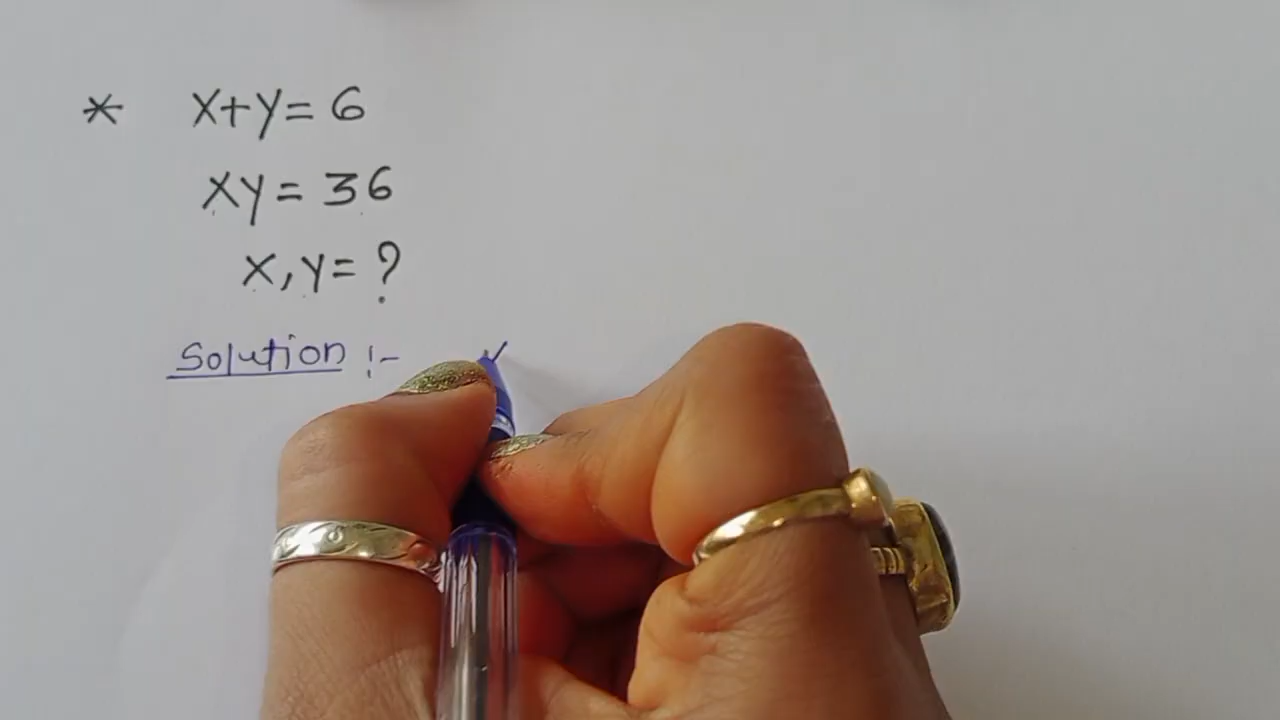 * x+y=6
xy=36
x,y=?
Solution :-